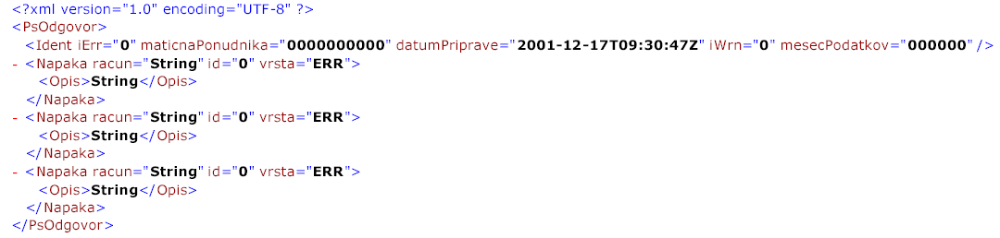 <?xml version="1.0" encoding="UTF-8" ?>
<PsOdgovor>
<Ident iErr="0" maticnaPonudnika="0000000000" datumPriprave="2001-12-17T09:30:47Z" iWrn="0" mesecPodatkov="000000" />
- <Napaka racun="String" id="0" vrsta="ERR">
<Opis>String</Opis>
</Napaka>
- <Napaka racun="String" id="0" vrsta="ERR">
<Opis>String</Opis>
</Napaka>
- <Napaka racun="String" id="0" vrsta="ERR">
<Opis>String</Opis>
</Napaka>
</PsOdgovor>